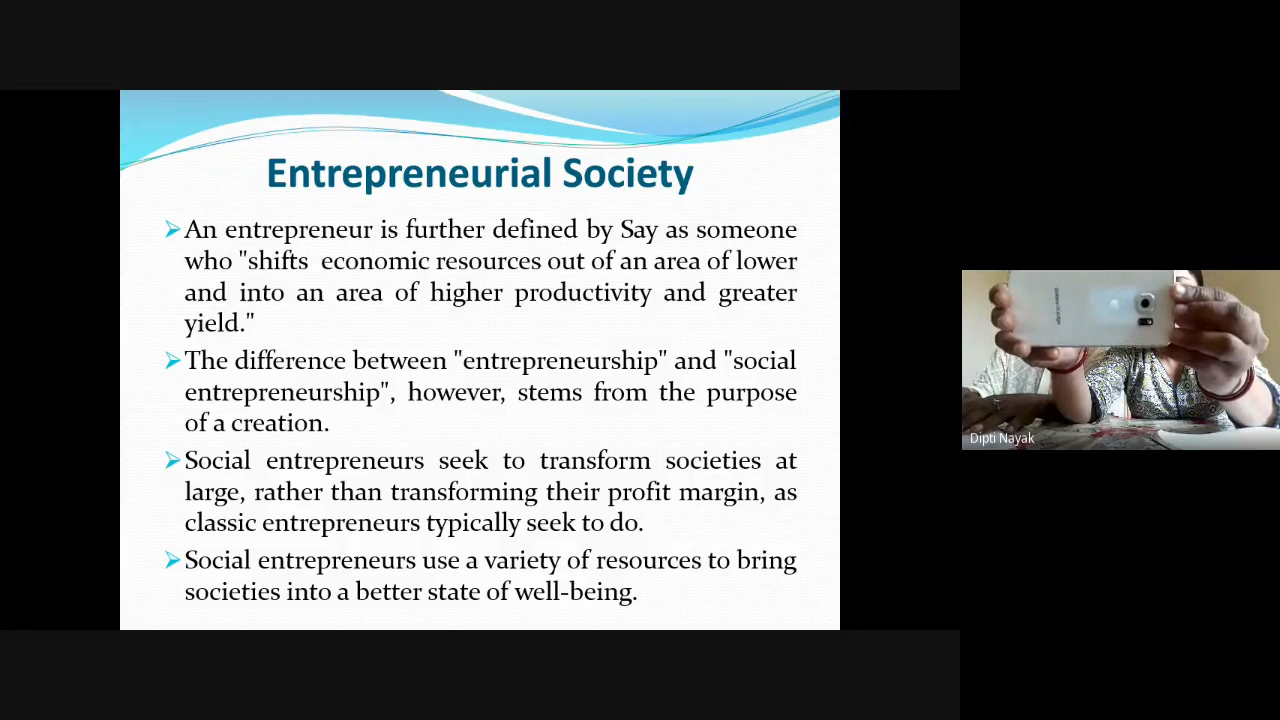 Entrepreneurial Society
An entrepreneur is further defined by Say as someone
who "shifts economic resources out of an area of lower
and into an area of higher productivity and greater
yield."
The difference between "entrepreneurship" and "social
entrepreneurship", however, stems from the purpose
of a creation.
Social entrepreneurs seek to transform societies at
large, rather than transforming their profit margin, as
classic entrepreneurs typically seek to do.
Social entrepreneurs use a variety of resources to bring
societies into a better state of well-being.
Dipti Nayak